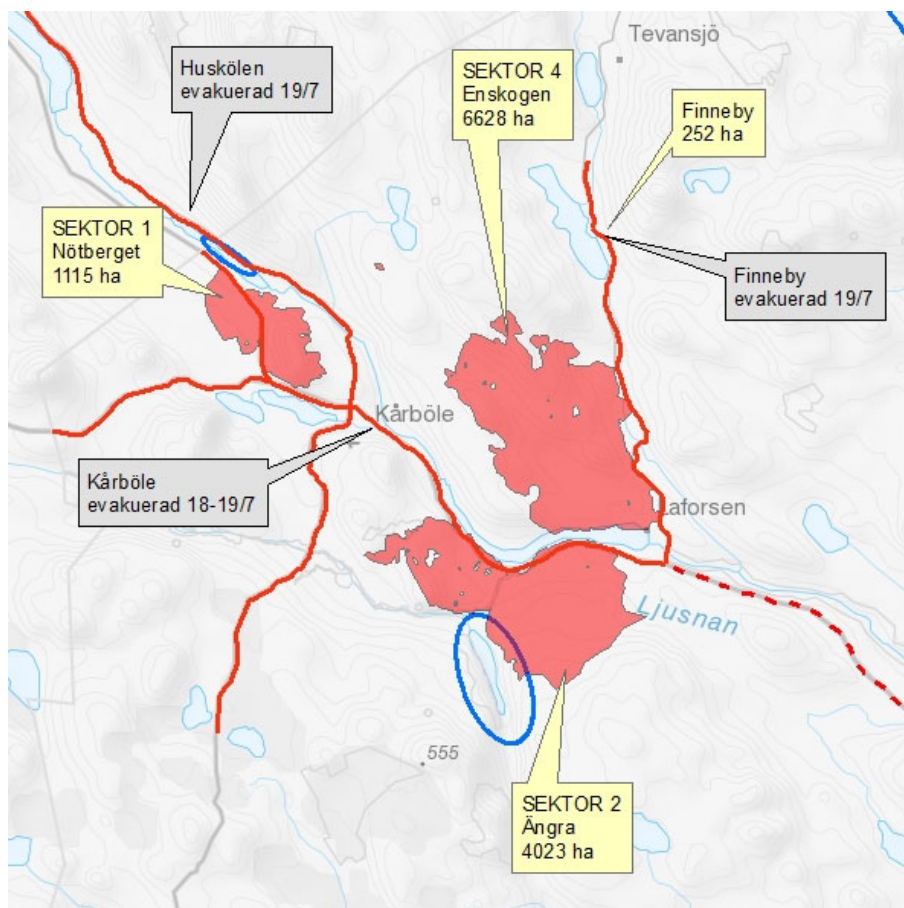 Tevansjö
Huskölen
evakuerad 19/7
SEKTOR 4
Enskogen
6628 ha
Finneby
252 ha
SEKTOR 1
Nötberget
1115 ha
Finneby
evakuerad 19/7
Kårböle
Kårböle
evakuerad 18-19/7
Laforsen
Ljusnan
555
SEKTOR 2
Ängra
4023 ha